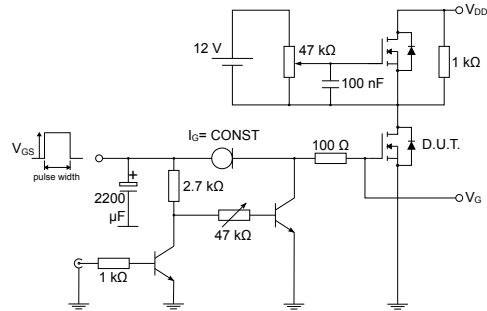 V_DD
12 V
47 kΩ
1 kΩ
100 nF
I_G= CONST
100 Ω
D.U.T.
V_GS
pulse width
+
2200
μF
2.7 kΩ
V_G
47 kΩ
1 kΩ